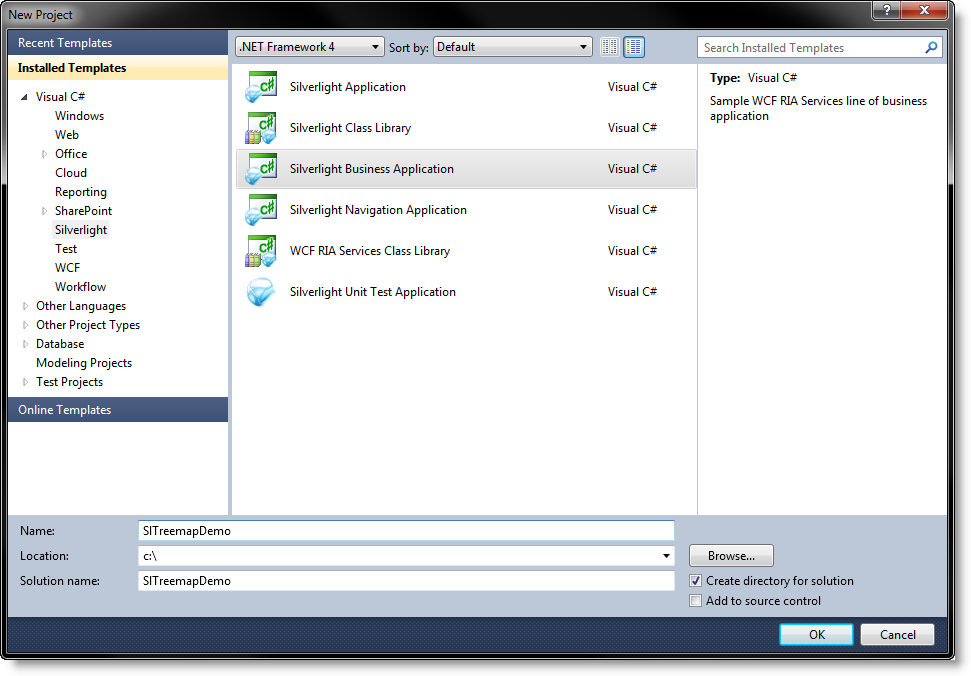 New Project
?
Recent Templates
Installed Templates
Visual C#
Windows
Web
Office
Cloud
Reporting
SharePoint
Silverlight
Test
WCF
Workflow
Other Languages
Other Project Types
Database
Modeling Projects
Test Projects
Online Templates
.NET Framework 4 Sort by: Default
Silverlight Application Visual C#
Silverlight Class Library Visual C#
Silverlight Business Application Visual C#
Silverlight Navigation Application Visual C#
WCF RIA Services Class Library Visual C#
Silverlight Unit Test Application Visual C#
Search Installed Templates
Type: Visual C#
Sample WCF RIA Services line of business
application
Name: SlTreemapDemo
Location: c:\ Browse...
Solution name: SlTreemapDemo
Create directory for solution
Add to source control
OK Cancel